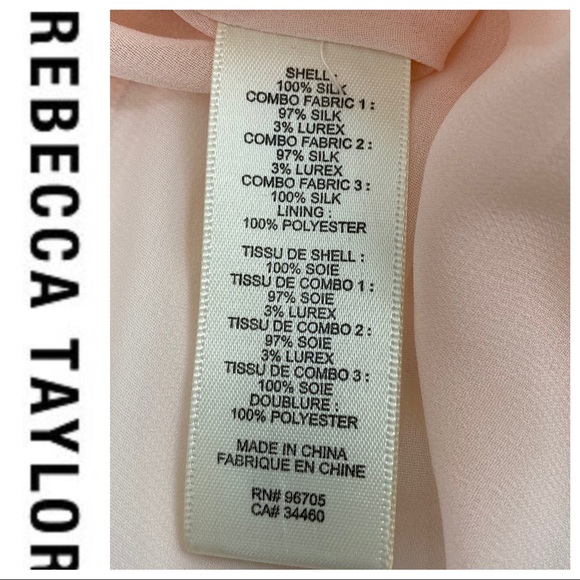 REBECCA TAYLOR
SHELL :
100% SILK
COMBO FABRIC 1 :
97% SILK
3% LUREX
COMBO FABRIC 2 :
97% SILK
3% LUREX
COMBO FABRIC 3 :
100% SILK
LINING :
100% POLYESTER
TISSU DE SHELL :
100% SOIE
TISSU DE COMBO 1 :
97% SOIE
3% LUREX
TISSU DE COMBO 2 :
97% SOIE
3% LUREX
TISSU DE COMBO 3 :
100% SOIE
DOUBLURE :
100% POLYESTER
MADE IN CHINA
FABRIQUE EN CHINE
RN# 96705
CA# 34460